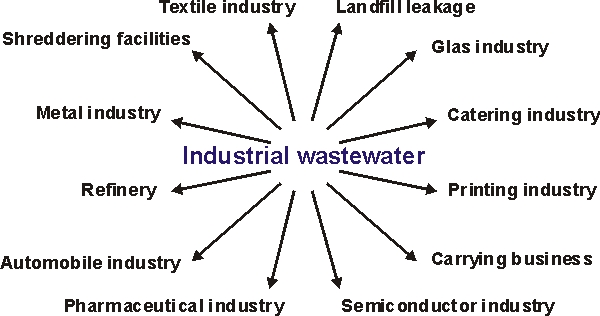 Textile industry
Landfill leakage
Shreddering facilities
Glas industry
Metal industry
Catering industry
Industrial wastewater
Refinery
Printing industry
Automobile industry
Carrying business
Pharmaceutical industry
Semiconductor industry